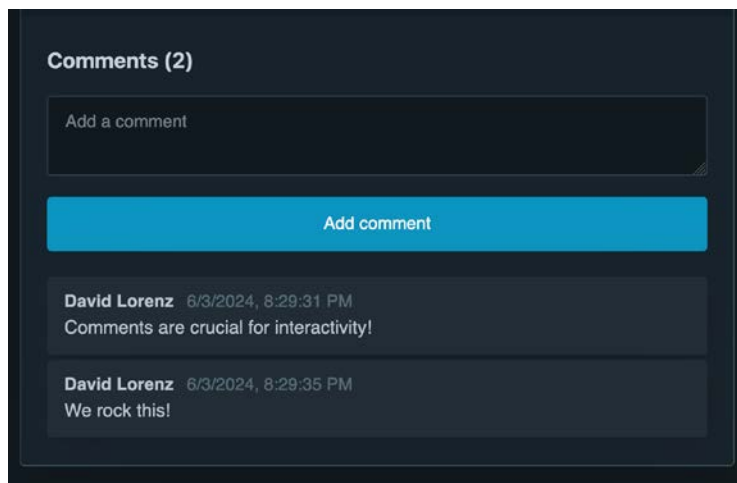 Comments (2)
Add a comment
Add comment
David Lorenz 6/3/2024, 8:29:31 PM
Comments are crucial for interactivity!
David Lorenz 6/3/2024, 8:29:35 PM
We rock this!